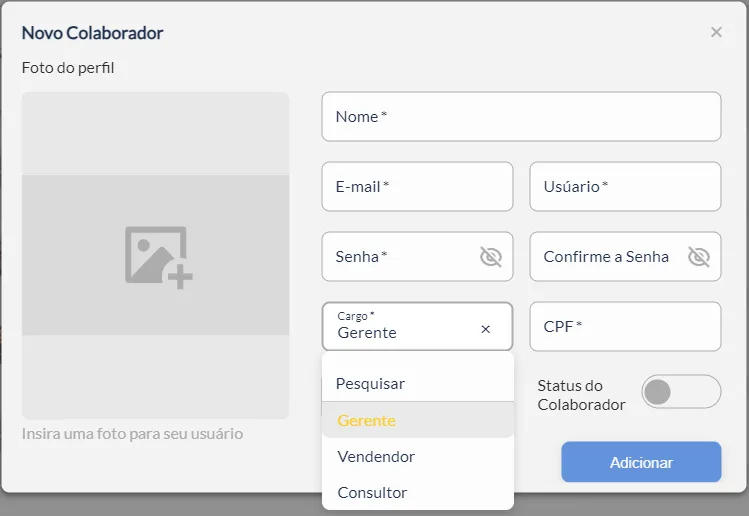 Novo Colaborador
Foto do perfil
Nome *
E-mail *
Usúario *
Senha *
Confirme a Senha
Cargo *
Gerente
CPF *
Pesquisar
Gerente
Vendendor
Consultor
Status do
Colaborador
Insira uma foto para seu usuário
Adicionar